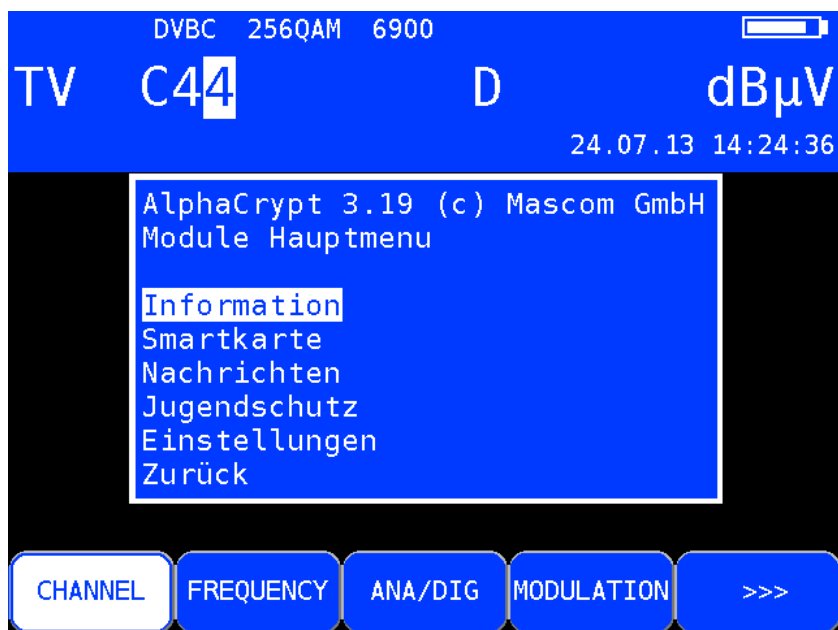 DVBC 256QAM 6900
TV C44 D dBµV
24.07.13 14:24:36
AlphaCrypt 3.19 (c) Mascom GmbH
Module Hauptmenu
Information
Smartkarte
Nachrichten
Jugendschutz
Einstellungen
Zurück
CHANNEL FREQUENCY ANA/DIG MODULATION >>>